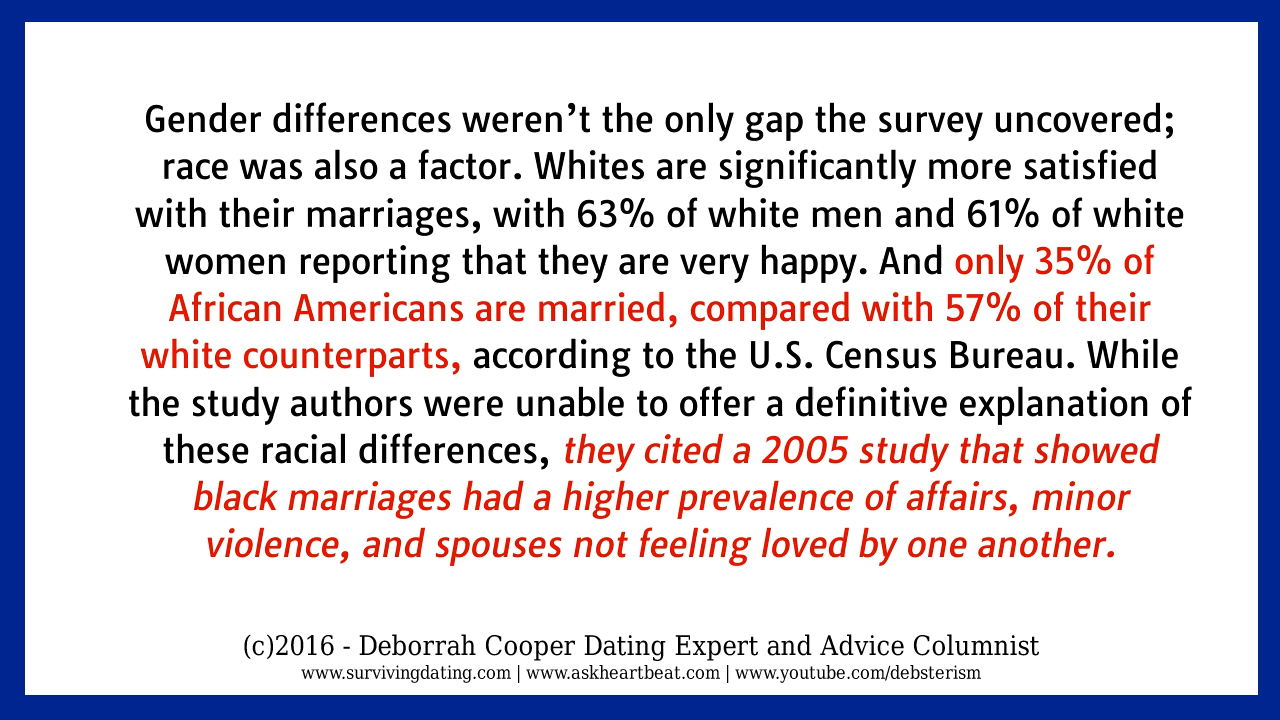 Gender differences weren’t the only gap the survey uncovered;
race was also a factor. Whites are significantly more satisfied
with their marriages, with 63% of white men and 61% of white
women reporting that they are very happy. And only 35% of
African Americans are married, compared with 57% of their
white counterparts, according to the U.S. Census Bureau. While
the study authors were unable to offer a definitive explanation of
these racial differences, they cited a 2005 study that showed
black marriages had a higher prevalence of affairs, minor
violence, and spouses not feeling loved by one another.
(c)2016 - Deborrah Cooper Dating Expert and Advice Columnist
www.survivingdating.com | www.askheartbeat.com | www.youtube.com/debsterism